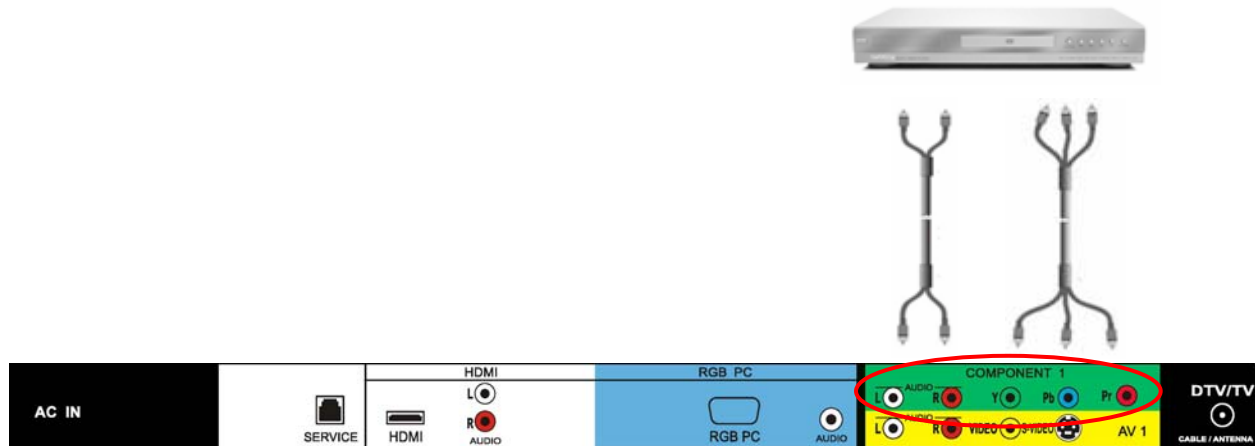 HDMI
RGB PC
COMPONENT 1
AC IN
SERVICE
HDMI
L
R
AUDIO
RGB PC
AUDIO
AUDIO
L
R
Y
Pb
Pr
AUDIO
L
R
VIDEO
S-VIDEO
AV 1
DTV/TV
CABLE / ANTENNA